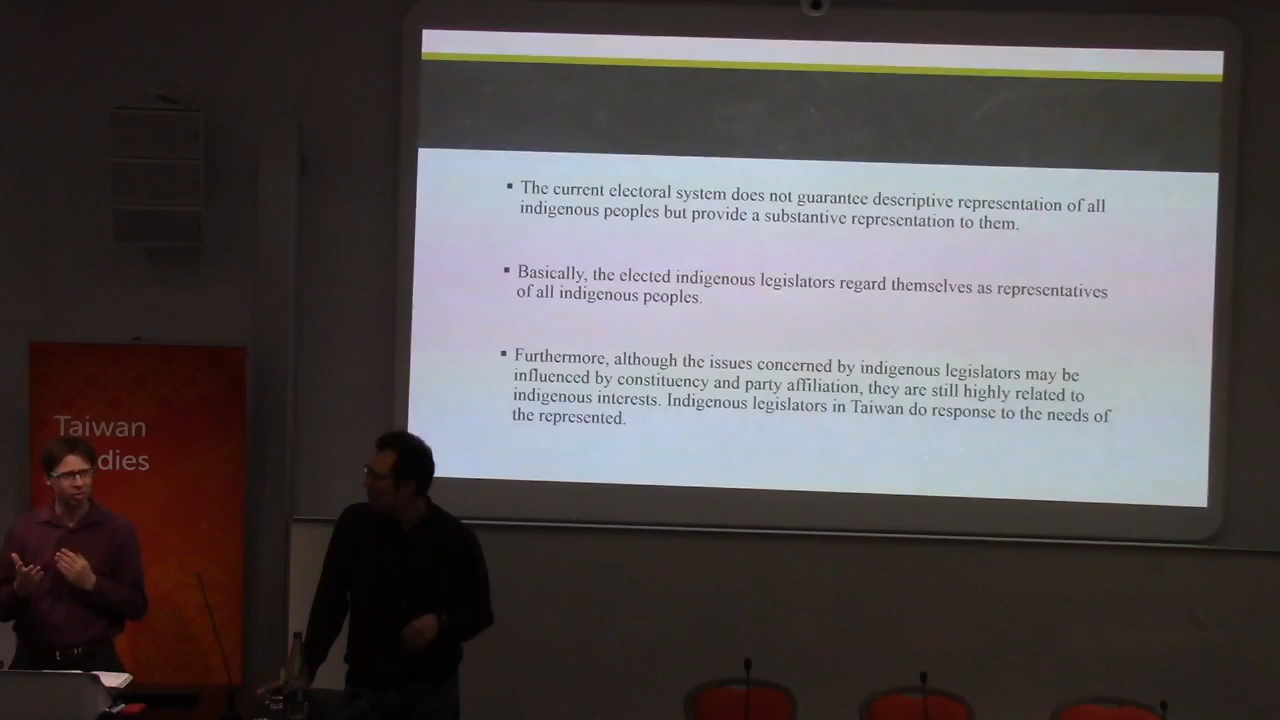 ▪ The current electoral system does not guarantee descriptive representation of all
indigenous peoples but provide a substantive representation to them.
▪ Basically, the elected indigenous legislators regard themselves as representatives
of all indigenous peoples.
▪ Furthermore, although the issues concerned by indigenous legislators may be
influenced by constituency and party affiliation, they are still highly related to
indigenous interests. Indigenous legislators in Taiwan do response to the needs of
the represented.
Taiwan
dies